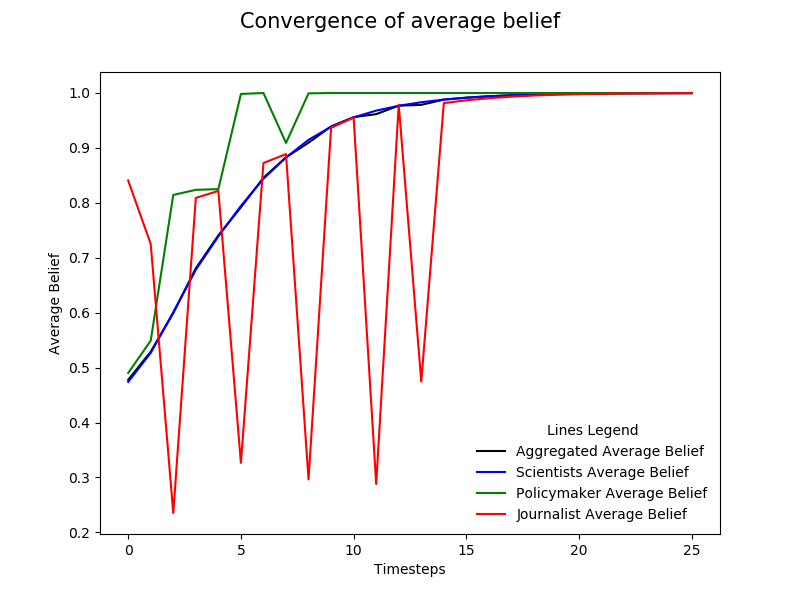 Convergence of average belief
1.0
0.9
0.8
0.7
0.6
0.5
0.4
0.3
0.2
Average Belief
Lines Legend
Aggregated Average Belief
Scientists Average Belief
Policymaker Average Belief
Journalist Average Belief
0 5 10 15 20 25
Timesteps